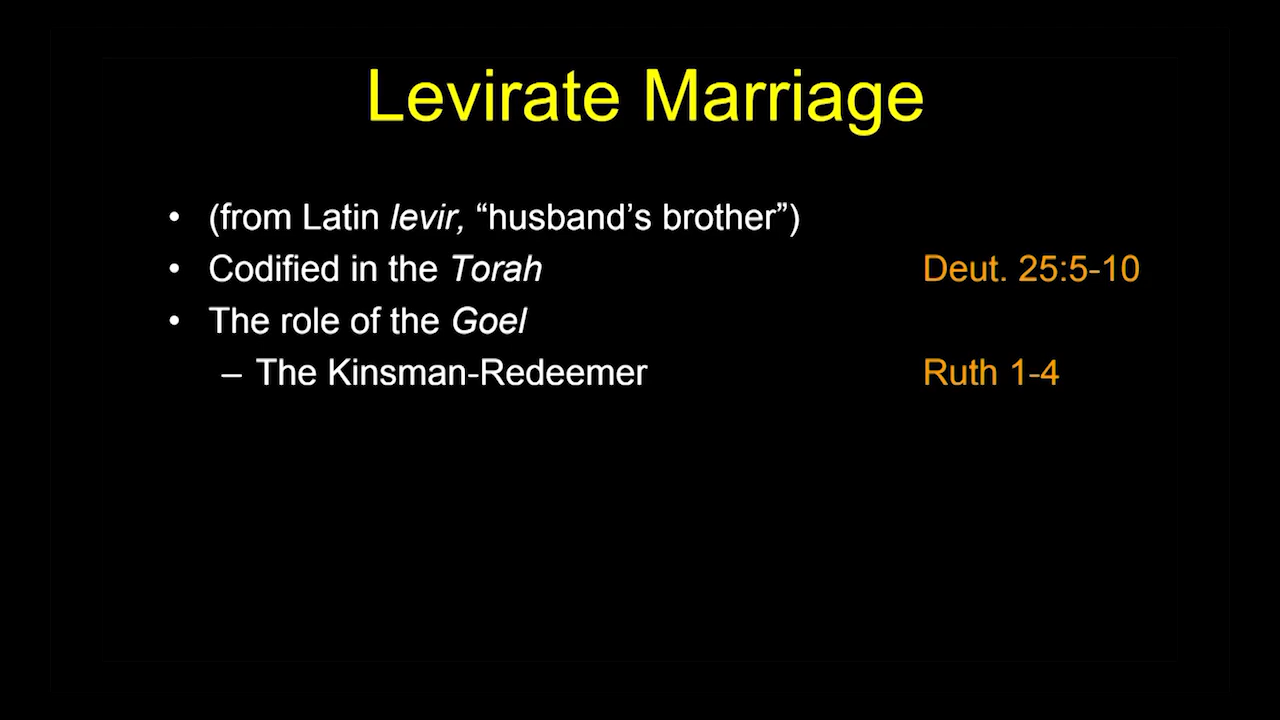 Levirate Marriage
• (from Latin levir, “husband’s brother”)
• Codified in the Torah Deut. 25:5-10
• The role of the Goel
– The Kinsman-Redeemer Ruth 1-4